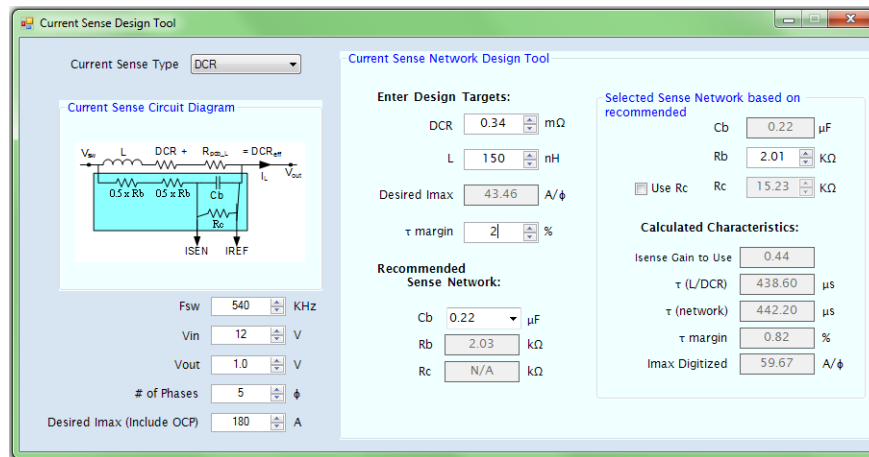 Current Sense Design Tool
Current Sense Type DCR
Current Sense Circuit Diagram
L DCR + Rpcb_L = DCReff
Vsw IL Vout
0.5 x Rb 0.5 x Rb Cb
Rc
ISEN IREF
Fsw 540 KHz
Vin 12 V
Vout 1.0 V
# of Phases 5 ϕ
Desired Imax (Include OCP) 180 A
Current Sense Network Design Tool
Enter Design Targets:
DCR 0.34 mΩ
L 150 nH
Desired Imax 43.46 A/ϕ
τ margin 2 %
Recommended
Sense Network:
Cb 0.22 µF
Rb 2.03 kΩ
Rc N/A kΩ
Selected Sense Network based on
recommended
Cb 0.22 µF
Rb 2.01 KΩ
Use Rc Rc 15.23 KΩ
Calculated Characteristics:
Isense Gain to Use 0.44
τ (L/DCR) 438.60 µs
τ (network) 442.20 µs
τ margin 0.82 %
Imax Digitized 59.67 A/ϕ